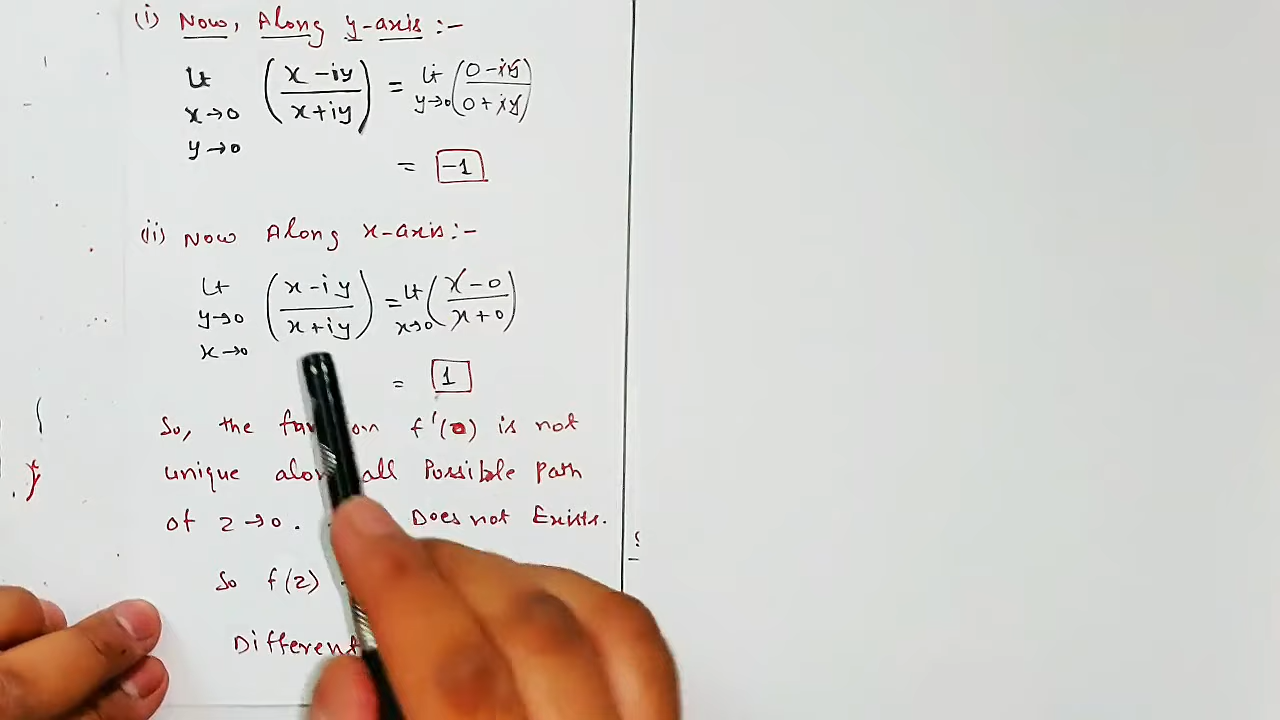 (i) Now, Along y-axis :-
Lt x→0 y→0 (x-iy / x+iy) = Lt y→0 (0-iy / 0+iy)
= -1
(ii) Now Along x-axis:-
Lt y→0 x→0 (x-iy / x+iy) = Lt x→0 (x-0 / x+0)
= 1
So, the f'(0) is not
unique all Possible Path
of z→0. Does not Exists.
So f(z)